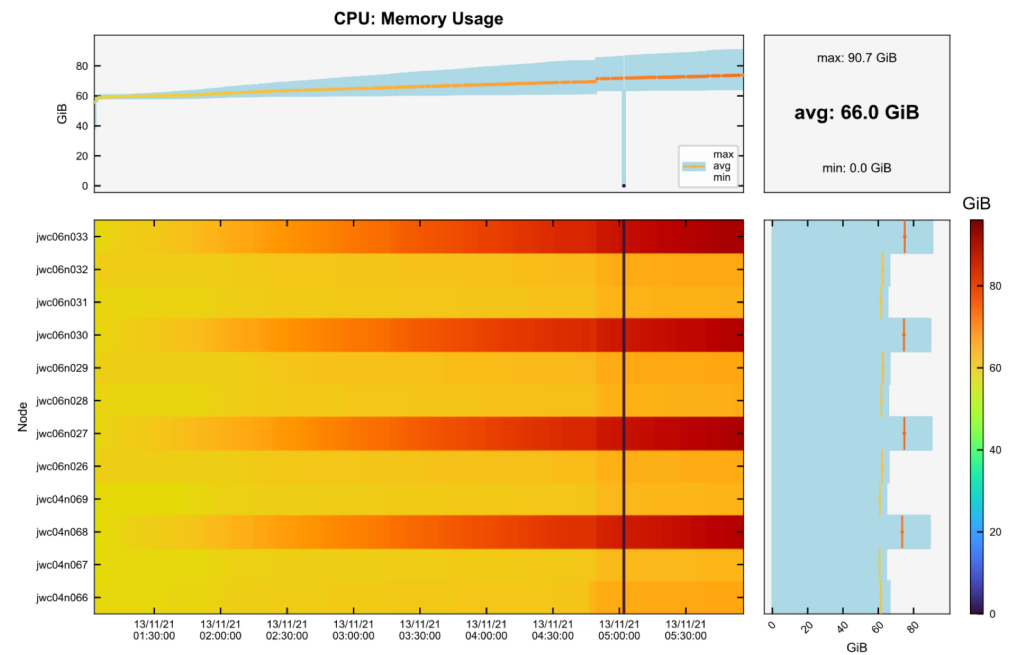 CPU: Memory Usage
80
60
40
20
0
GiB
max
avg
min
max: 90.7 GiB
avg: 66.0 GiB
min: 0.0 GiB
Node
jwc06n033
jwc06n032
jwc06n031
jwc06n030
jwc06n029
jwc06n028
jwc06n027
jwc06n026
jwc04n069
jwc04n068
jwc04n067
jwc04n066
13/11/21 13/11/21 13/11/21 13/11/21 13/11/21 13/11/21 13/11/21 13/11/21 13/11/21
01:30:00 02:00:00 02:30:00 03:00:00 03:30:00 04:00:00 04:30:00 05:00:00 05:30:00
0 20 40 60 80
GiB
GiB
80
60
40
20
0